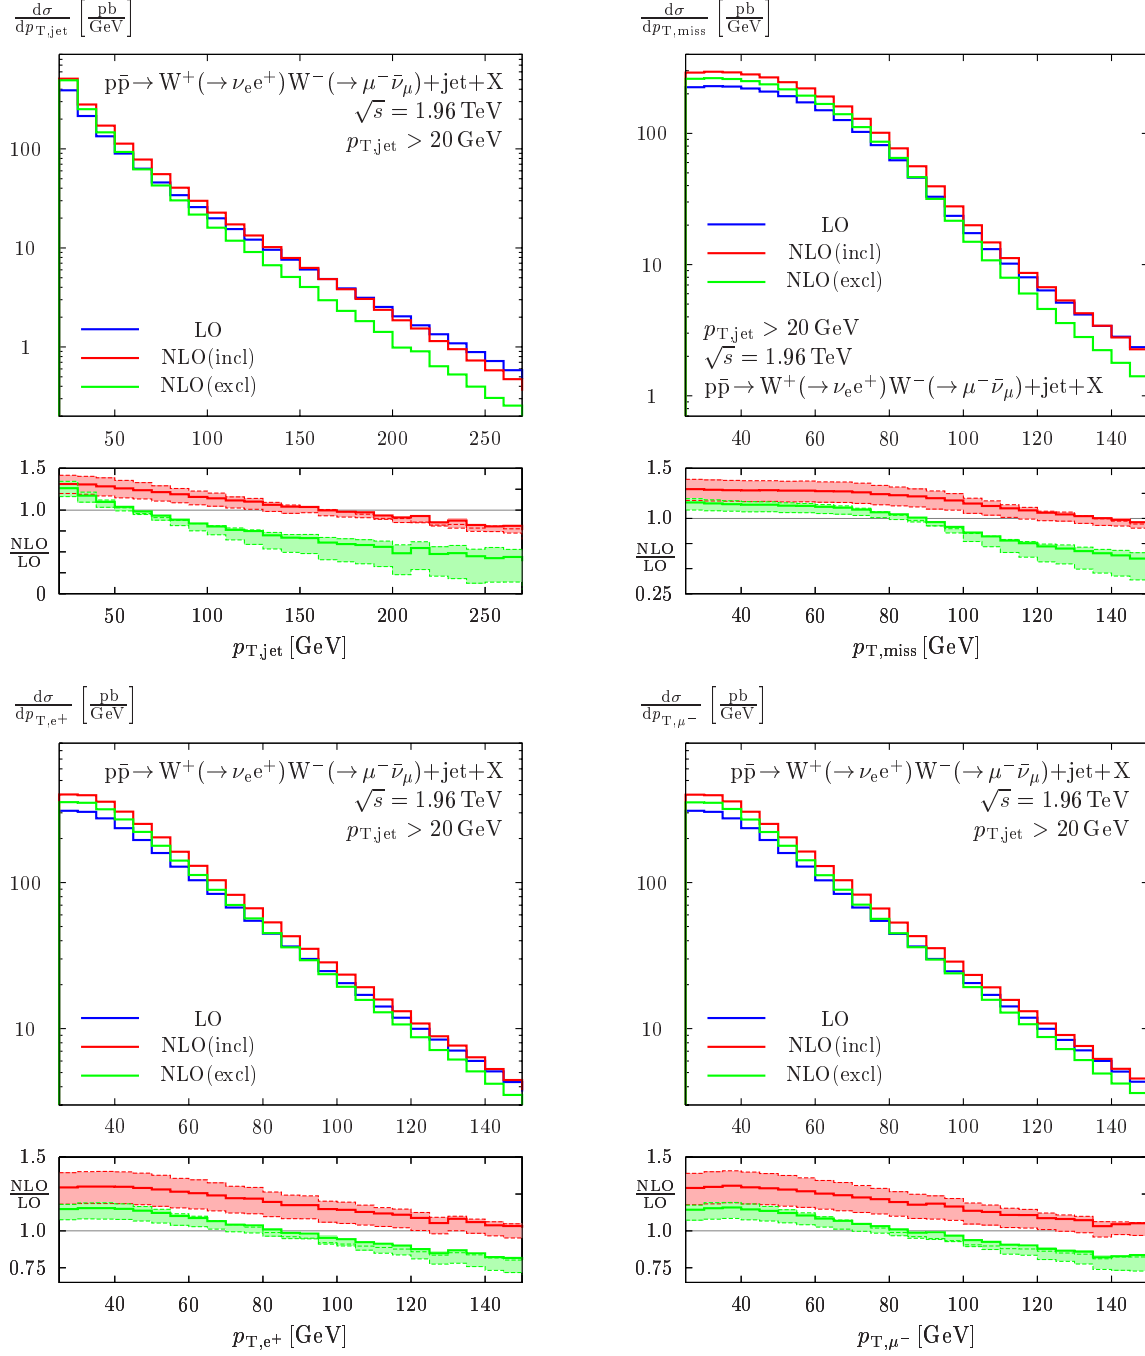 dσ/dp_T,jet [pb/GeV]
pp̄→W⁺(→ν_e e⁺)W⁻(→μ⁻ν̄_μ)+jet+X
√s = 1.96 TeV
p_T,jet > 20 GeV
100
10
1
LO
NLO(incl)
NLO(excl)
50 100 150 200 250
1.5
1.0
NLO/LO
0
50 100 150 200 250
p_T,jet [GeV]
dσ/dp_T,miss [pb/GeV]
100
10
1
LO
NLO(incl)
NLO(excl)
p_T,jet > 20 GeV
√s = 1.96 TeV
pp̄→W⁺(→ν_e e⁺)W⁻(→μ⁻ν̄_μ)+jet+X
40 60 80 100 120 140
1.5
1.0
NLO/LO
0.25
40 60 80 100 120 140
p_T,miss [GeV]
dσ/dp_T,e⁺ [pb/GeV]
pp̄→W⁺(→ν_e e⁺)W⁻(→μ⁻ν̄_μ)+jet+X
√s = 1.96 TeV
p_T,jet > 20 GeV
100
10
LO
NLO(incl)
NLO(excl)
40 60 80 100 120 140
1.5
NLO/LO
1.0
0.75
40 60 80 100 120 140
p_T,e⁺ [GeV]
dσ/dp_T,μ⁻ [pb/GeV]
pp̄→W⁺(→ν_e e⁺)W⁻(→μ⁻ν̄_μ)+jet+X
√s = 1.96 TeV
p_T,jet > 20 GeV
100
10
LO
NLO(incl)
NLO(excl)
40 60 80 100 120 140
1.5
NLO/LO
1.0
0.75
40 60 80 100 120 140
p_T,μ⁻ [GeV]